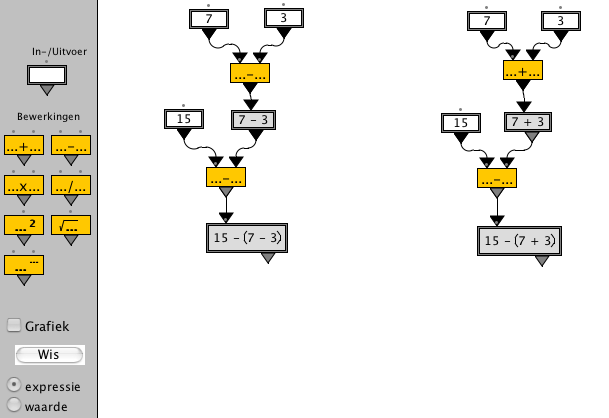 In-/Uitvoer
Bewerkingen
...+... ...-...
...x... .../...
...² √...
... ---
Grafiek
Wis
expressie
waarde
7 3
...-...
15 7 - 3
...-...
15 - (7 - 3)
7 3
...+...
15 7 + 3
...-...
15 - (7 + 3)